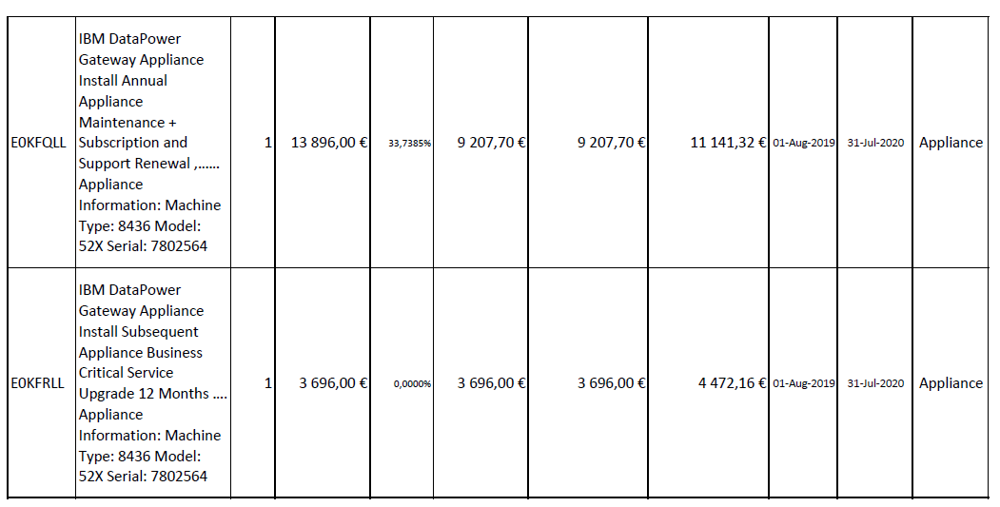 IBM DataPower
Gateway Appliance
Install Annual
Appliance
Maintenance +
E0KFQLL Subscription and 1 13 896,00 € 33,7385% 9 207,70 € 9 207,70 € 11 141,32 € 01-Aug-2019 31-Jul-2020 Appliance
Support Renewal ,......
Appliance
Information: Machine
Type: 8436 Model:
52X Serial: 7802564
IBM DataPower
Gateway Appliance
Install Subsequent
Appliance Business
Critical Service
E0KFRLL Upgrade 12 Months .... 1 3 696,00 € 0,0000% 3 696,00 € 3 696,00 € 4 472,16 € 01-Aug-2019 31-Jul-2020 Appliance
Appliance
Information: Machine
Type: 8436 Model:
52X Serial: 7802564